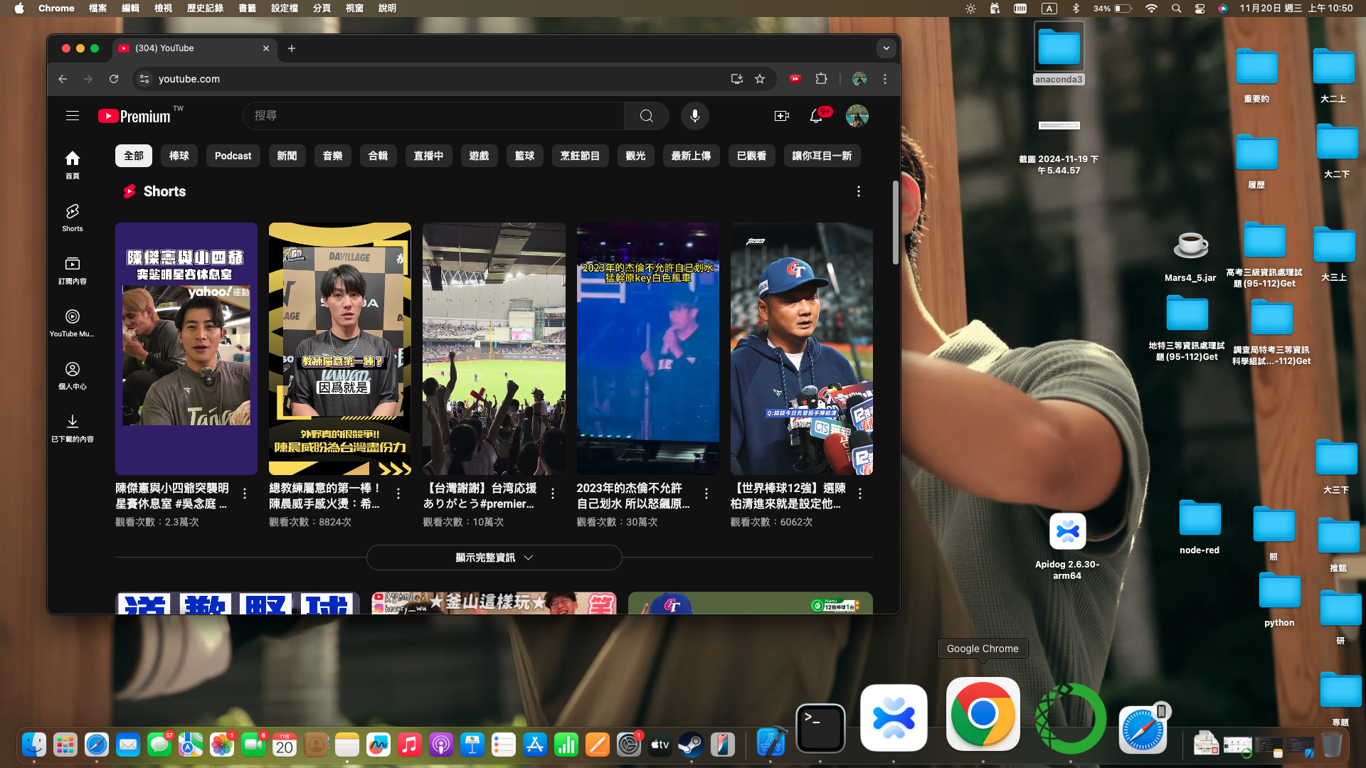 Chrome 檔案 編輯 檢視 歷史記錄 書籤 設定檔 分頁 視窗 說明
A 34% 11月20日 週三 上午10:50
(304) YouTube
youtube.com
Premium TW
搜尋
9+
全部 棒球 Podcast 新聞 音樂 合輯 直播中 遊戲 籃球 烹飪節目 觀光 最新上傳 已觀看 讓你耳目一新
首頁
Shorts
訂閱內容
YouTube Mu...
個人中心
已下載的內容
Shorts
陳傑憲與小四爺
突袭明星賽休息室
yahoo!運動
DAVILLAGE
教練屬意第一棒?
因為就是
外野真的很競爭!!
陳晨威盼為台灣盡份力
2023年的杰倫不允許自己划水
猛幹原key白色風車
陳傑憲與小四爺突襲明
星賽休息室 #吳念庭 ...
觀看次數：2.3萬次
總教練屬意的第一棒！
陳晨威手感火燙：希...
觀看次數：8824次
【台灣謝謝】台湾応援
ありがとう#premier...
觀看次數：10萬次
2023年的杰倫不允許
自己划水 所以怒飆原...
觀看次數：30萬次
【世界棒球12強】選陳
柏清進來就是設定他...
觀看次數：6062次
顯示完整資訊
道歉野球
★釜山這樣玩★
anaconda3
截圖 2024-11-19 下
午5.44.57
重要的
大二上
履歷
大二下
Mars4_5.jar
高考三級資訊處理試
題 (95-112)Get
大三上
地特三等資訊處理試
題 (95-112)Get
調查局特考三等資訊
科學組試...-112)Get
大三下
Apidog 2.6.30-
arm64
node-red
照
推甄
python
研
專題
Google Chrome
57
1
8
11月
20
1
tv
>_